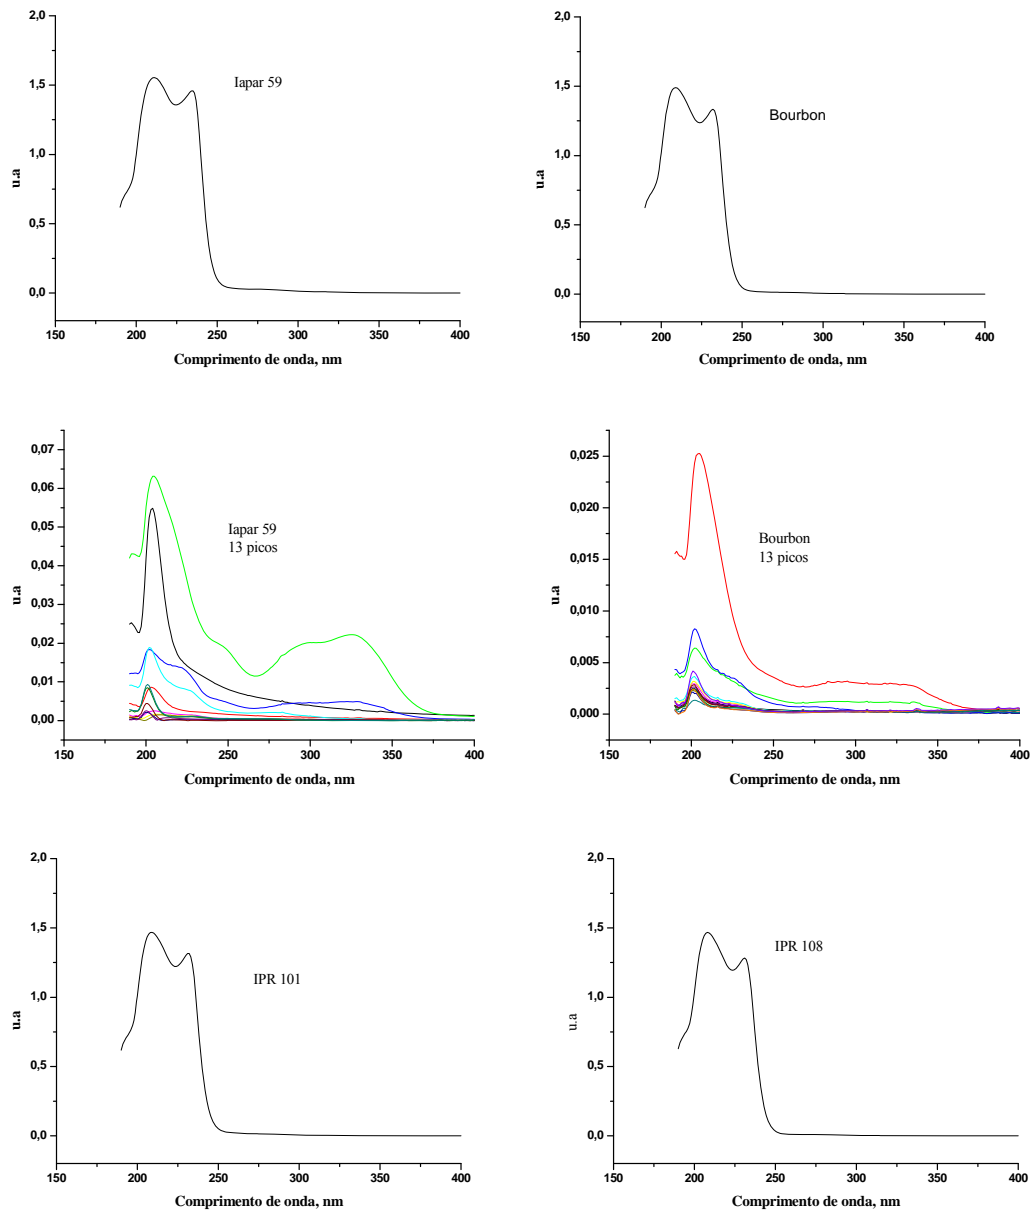 2,0
1,5
1,0
0,5
0,0
u.a
Iapar 59
150 200 250 300 350 400
Comprimento de onda, nm
2,0
1,5
1,0
0,5
0,0
u.a
Bourbon
150 200 250 300 350 400
Comprimento de onda, nm
0,07
0,06
0,05
0,04
0,03
0,02
0,01
0,00
u.a
Iapar 59
13 picos
150 200 250 300 350 400
Comprimento de onda, nm
0,025
0,020
0,015
0,010
0,005
0,000
u.a
Bourbon
13 picos
150 200 250 300 350 400
Comprimento de onda, nm
2,0
1,5
1,0
0,5
0,0
u.a
IPR 101
150 200 250 300 350 400
Comprimento de onda, nm
2,0
1,5
1,0
0,5
0,0
u.a
IPR 108
150 200 250 300 350 400
Comprimento de onda, nm